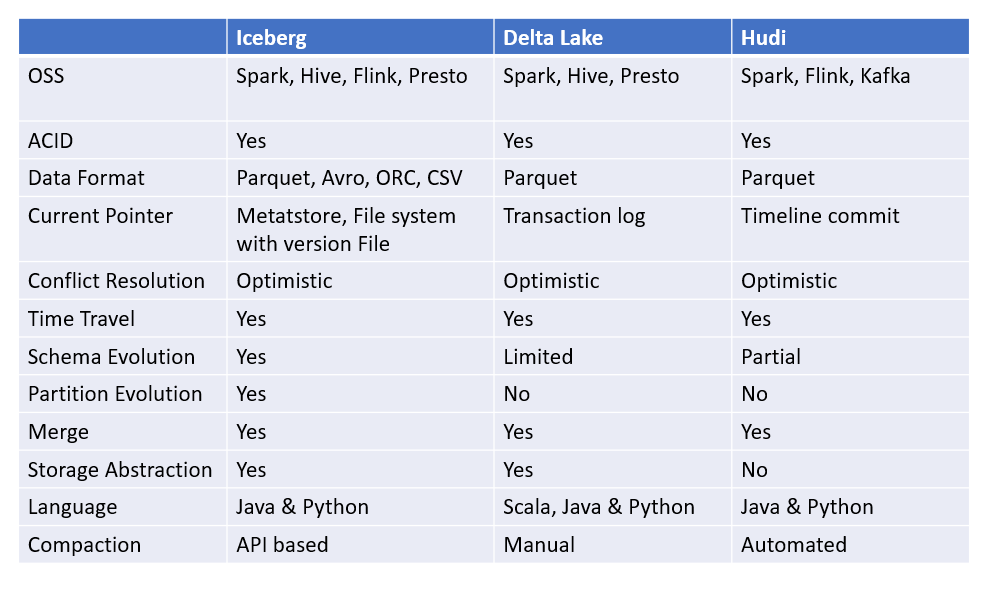 Iceberg Delta Lake Hudi
OSS Spark, Hive, Flink, Presto Spark, Hive, Presto Spark, Flink, Kafka
ACID Yes Yes Yes
Data Format Parquet, Avro, ORC, CSV Parquet Parquet
Current Pointer Metatstore, File system Transaction log Timeline commit
with version File
Conflict Resolution Optimistic Optimistic Optimistic
Time Travel Yes Yes Yes
Schema Evolution Yes Limited Partial
Partition Evolution Yes No No
Merge Yes Yes Yes
Storage Abstraction Yes Yes No
Language Java & Python Scala, Java & Python Java & Python
Compaction API based Manual Automated